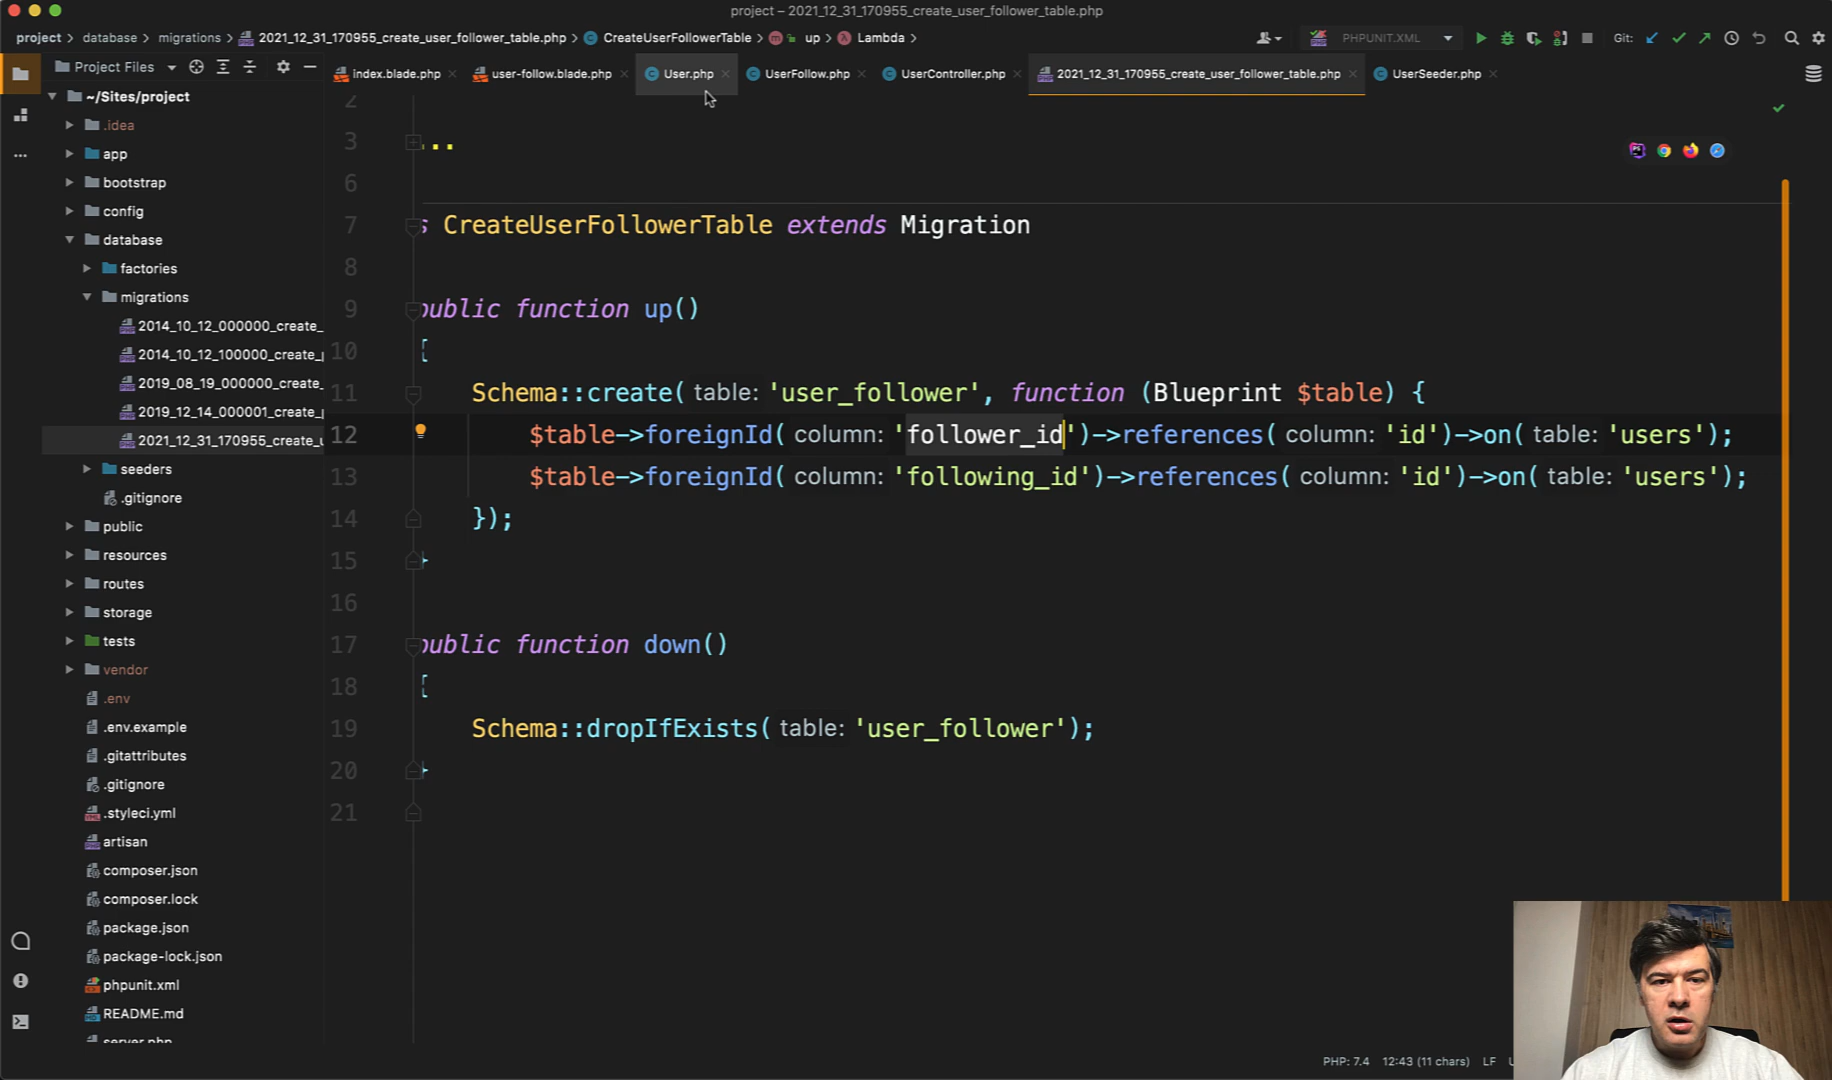 project – 2021_12_31_170955_create_user_follower_table.php
project > database > migrations > 2021_12_31_170955_create_user_follower_table.php > CreateUserFollowerTable > up > Lambda >
PHPUNIT.XML
Git:
Project Files
index.blade.php
user-follow.blade.php
User.php
UserFollow.php
UserController.php
2021_12_31_170955_create_user_follower_table.php
UserSeeder.php
~/Sites/project
.idea
app
bootstrap
config
database
factories
migrations
2014_10_12_000000_create_
2014_10_12_100000_create_p
2019_08_19_000000_create_
2019_12_14_000001_create_p
2021_12_31_170955_create_u
seeders
.gitignore
public
resources
routes
storage
tests
vendor
.env
.env.example
.gitattributes
.gitignore
.styleci.yml
artisan
composer.json
composer.lock
package.json
package-lock.json
phpunit.xml
README.md
server.php
2
3 ...
6
7 s CreateUserFollowerTable extends Migration
8
9 public function up()
10 {
11 Schema::create( table: 'user_follower', function (Blueprint $table) {
12 $table->foreignId( column: 'follower_id')->references( column: 'id')->on( table: 'users');
13 $table->foreignId( column: 'following_id')->references( column: 'id')->on( table: 'users');
14 });
15 }
16
17 public function down()
18 {
19 Schema::dropIfExists( table: 'user_follower');
20 }
21
PHP: 7.4 12:43 (11 chars) LF